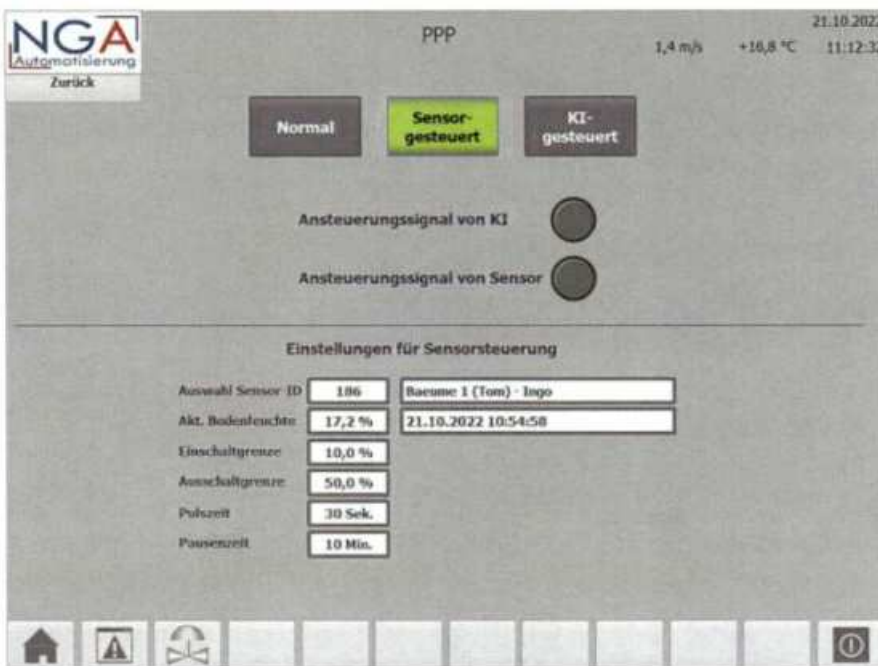 NGA
Automatisierung
Zurück
PPP
1,4 m/s +16,8 °C
21.10.202
11:12:3
Normal
Sensor-
gesteuert
KI-
gesteuert
Ansteuerungssignal von KI
Ansteuerungssignal von Sensor
Einstellungen für Sensorsteuerung
Auswahl Sensor ID 186 Baeume 1 (Tom) - Ingo
Akt. Bodenfeuchte 17,2 % 21.10.2022 10:54:58
Einschaltgrenze 10,0 %
Ausschaltgrenze 50,0 %
Pulszeit 30 Sek.
Pausenzeit 10 Min.